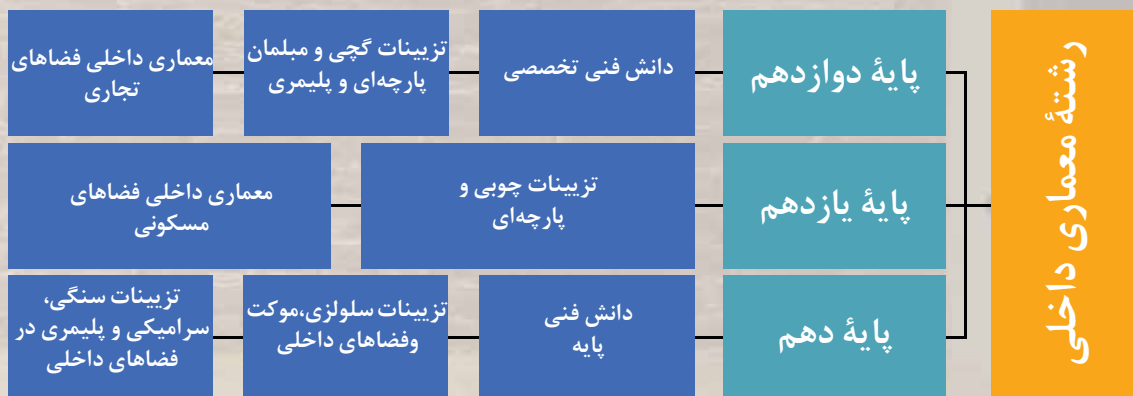 رشتهٔ معماری داخلی
پایهٔ دوازدهم
دانش فنی تخصصی
تزیینات گچی و مبلمان
پارچه‌ای و پلیمری
معماری داخلی فضاهای
تجاری
پایهٔ یازدهم
تزیینات چوبی و
پارچه‌ای
معماری داخلی فضاهای
مسکونی
پایهٔ دهم
دانش فنی
پایه
تزیینات سلولزی،موکت
وفضاهای داخلی
تزیینات سنگی،
سرامیکی و پلیمری در
فضاهای داخلی